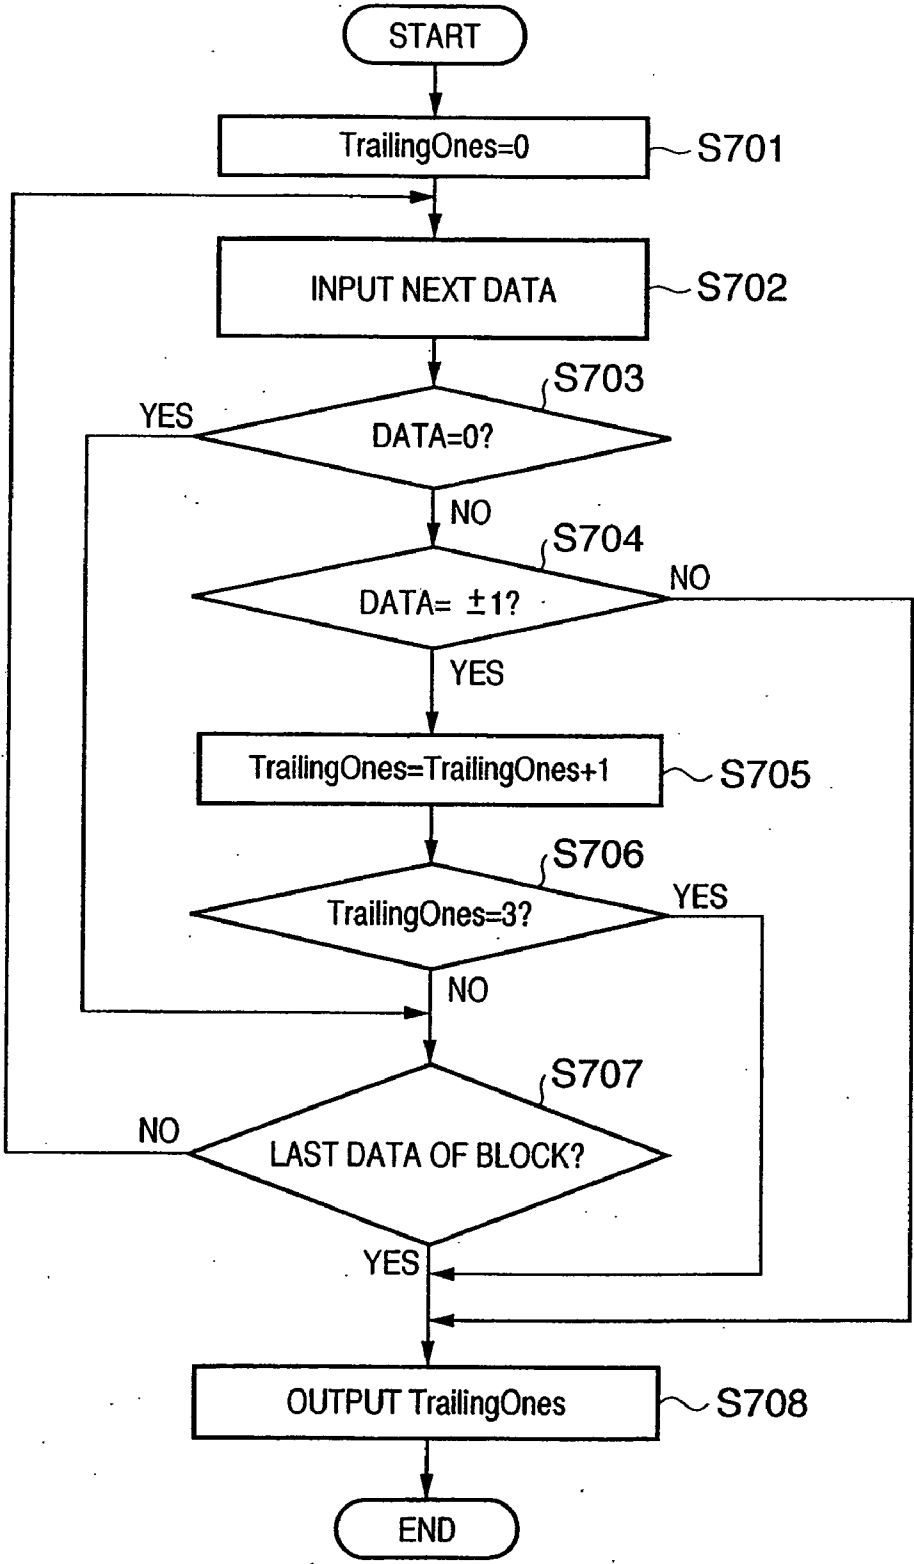 START
TrailingOnes=0
S701
INPUT NEXT DATA
S702
S703
YES
DATA=0?
NO
S704
DATA= ±1?
NO
YES
TrailingOnes=TrailingOnes+1
S705
S706
TrailingOnes=3?
YES
NO
S707
NO
LAST DATA OF BLOCK?
YES
OUTPUT TrailingOnes
S708
END